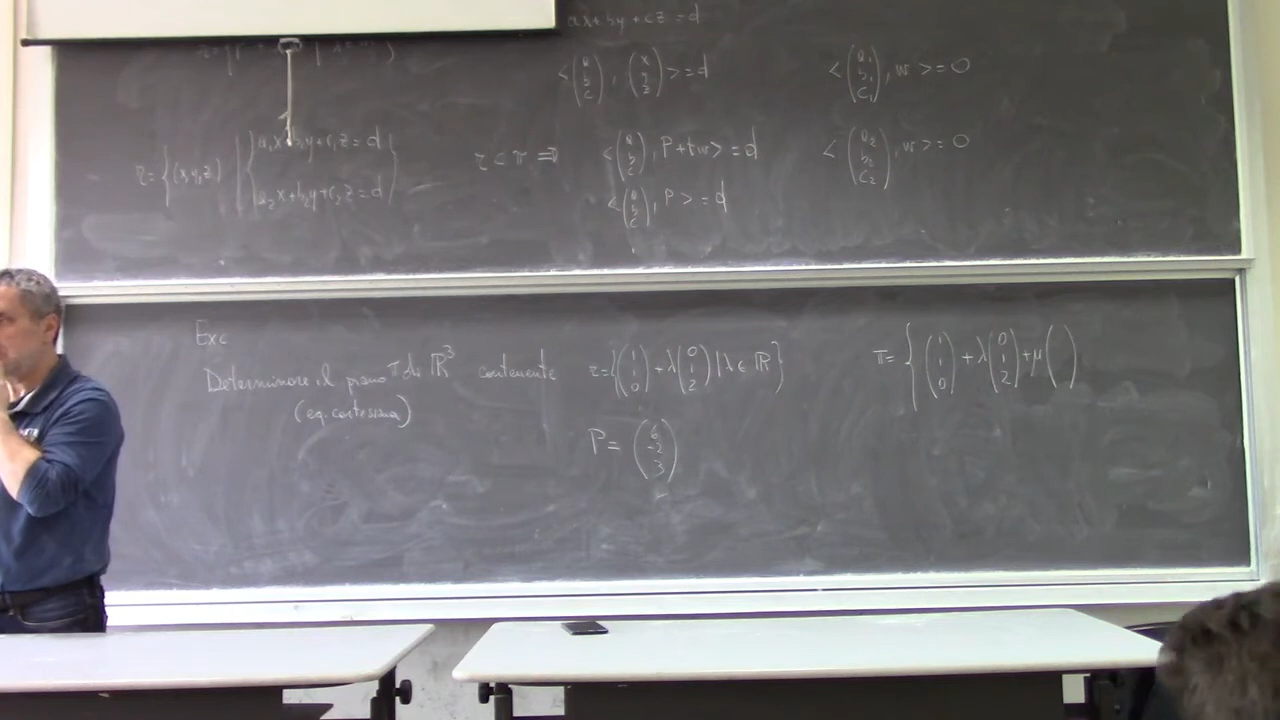 ax+by+cz=d
<(a b c), (x y z)>=d
<(a₁ b₁ c₁), w>=0
r={(x,y,z) | {a₁x+b₁y+c₁z=d
a₂x+b₂y+c₂z=d}
r⊂π ⇒ <(a b c), P+tw>=d
<(a b c), P>=d
<(a₂ b₂ c₂), w>=0
Exc
Determinare il piano π di ℝ³ contenente r={(1 1 0)+λ(0 1 2)|λ∈ℝ}
(eq. cartesiana)
P=(6 -2 3)
π={(1 1 0)+λ(0 1 2)+μ( )